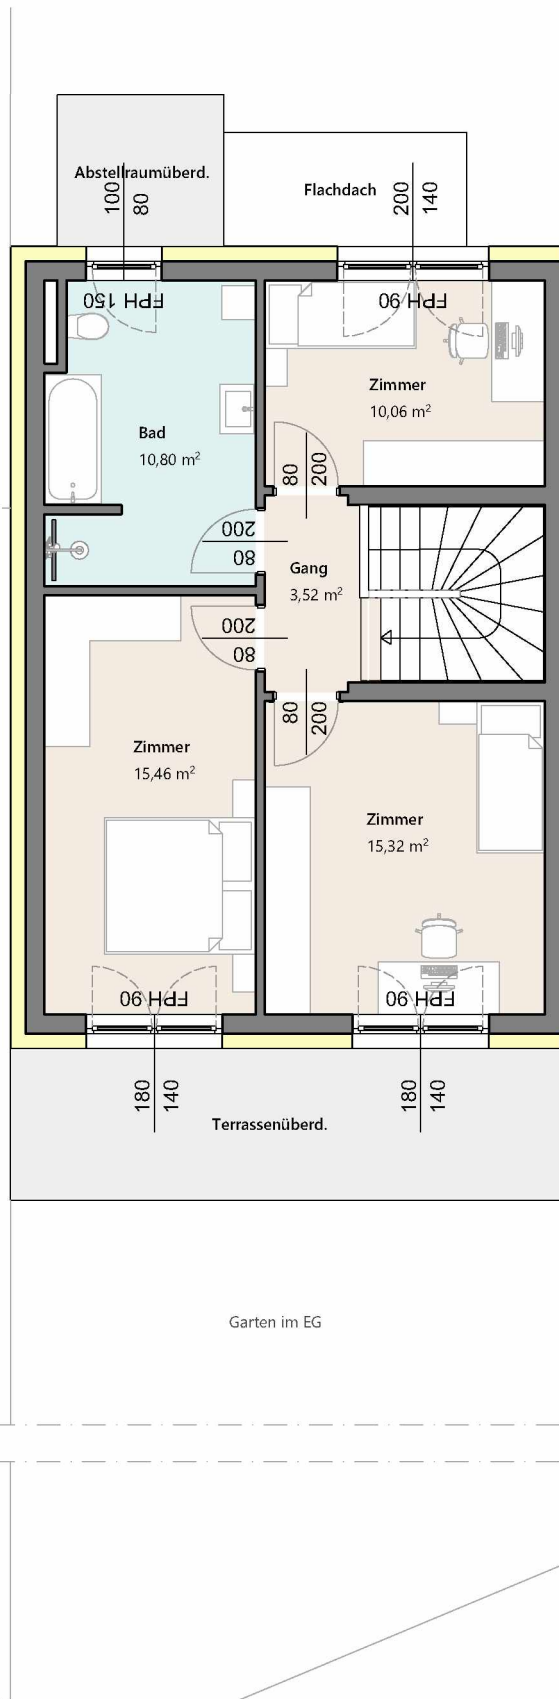 Abstellraumüberd.
100
80
Flachdach
200
140
FPH 150
FPH 90
Zimmer
10,06 m²
Bad
10,80 m²
80
200
200
80
Gang
3,52 m²
200
80
80
200
Zimmer
15,46 m²
Zimmer
15,32 m²
FPH 90
FPH 90
180
140
180
140
Terrassenüberd.
Garten im EG